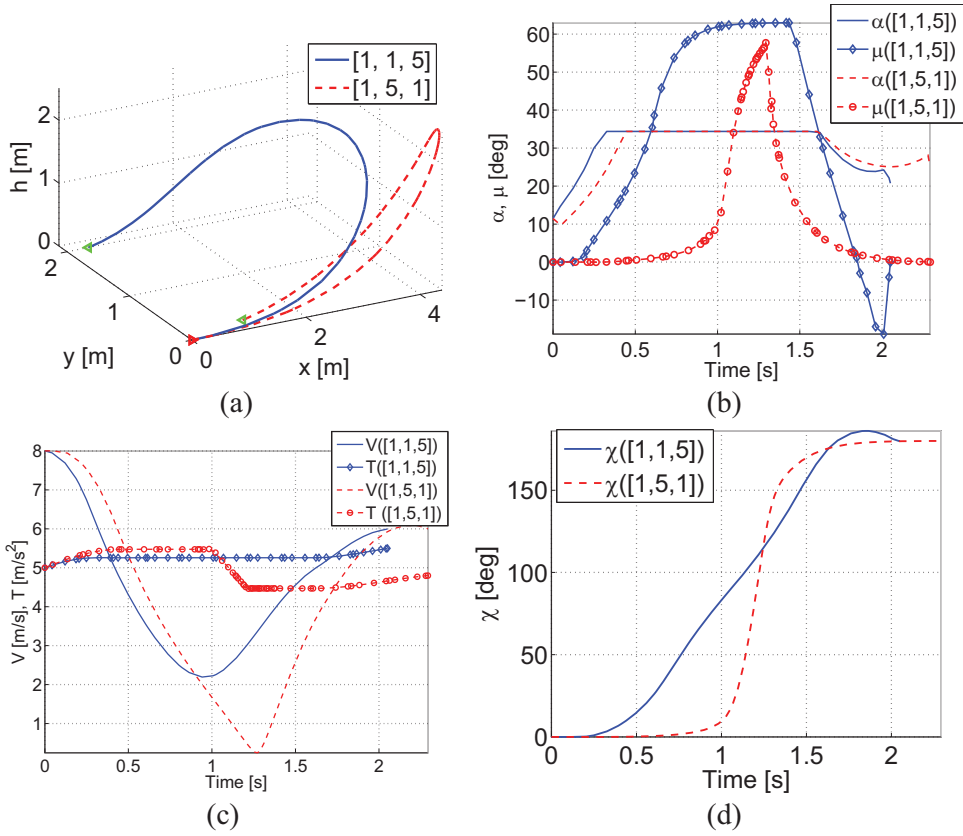 [1, 1, 5]
[1, 5, 1]
2
1
0
h [m]
2
1
0
y [m]
0
2
4
x [m]
(a)
α([1,1,5])
μ([1,1,5])
α([1,5,1])
μ([1,5,1])
60
50
40
30
20
10
0
−10
α, μ [deg]
0
0.5
1
1.5
2
Time [s]
(b)
V([1,1,5])
T([1,1,5])
V([1,5,1])
T ([1,5,1])
8
7
6
5
4
3
2
1
V [m/s], T [m/s²]
0
0.5
1
1.5
2
Time [s]
(c)
χ([1,1,5])
χ([1,5,1])
150
100
50
0
χ [deg]
0
0.5
1
1.5
2
Time [s]
(d)